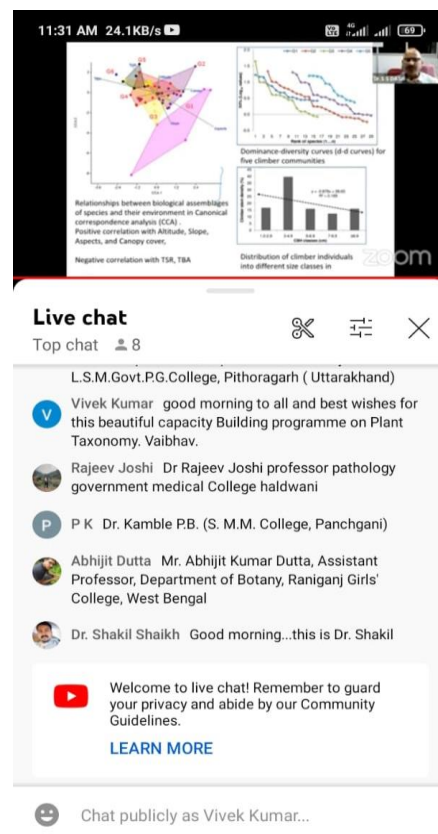 11:31 AM 24.1KB/s
4G
69
G5
G2
G4
G1
G3
Dominance-diversity curves (d-d curves) for
five climber communities
Relationships between biological assemblages
of species and their environment in Canonical
correspondence analysis (CCA) .
Positive correlation with Altitude, Slope,
Aspects, and Canopy cover,
Negative correlation with TSR, TBA
Distribution of climber individuals
into different size classes in
zoom
Live chat
Top chat 8
L.S.M.Govt.P.G.College, Pithoragarh ( Uttarakhand)
V Vivek Kumar good morning to all and best wishes for
this beautiful capacity Building programme on Plant
Taxonomy. Vaibhav.
Rajeev Joshi Dr Rajeev Joshi professor pathology
government medical College haldwani
P P K Dr. Kamble P.B. (S. M.M. College, Panchgani)
Abhijit Dutta Mr. Abhijit Kumar Dutta, Assistant
Professor, Department of Botany, Raniganj Girls'
College, West Bengal
Dr. Shakil Shaikh Good morning...this is Dr. Shakil
Welcome to live chat! Remember to guard
your privacy and abide by our Community
Guidelines.
LEARN MORE
Chat publicly as Vivek Kumar...